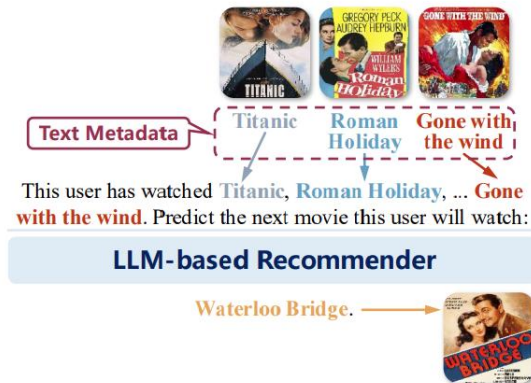 TITANIC
GREGORY PECK
AUDREY HEPBURN
WILLIAM
WYLER'S
Roman
Holiday
GONE WITH THE WIND
Text Metadata
Titanic
Roman
Holiday
Gone with
the wind
This user has watched Titanic, Roman Holiday, ... Gone
with the wind. Predict the next movie this user will watch:
LLM-based Recommender
Waterloo Bridge.
WATERLOO
BRIDGE